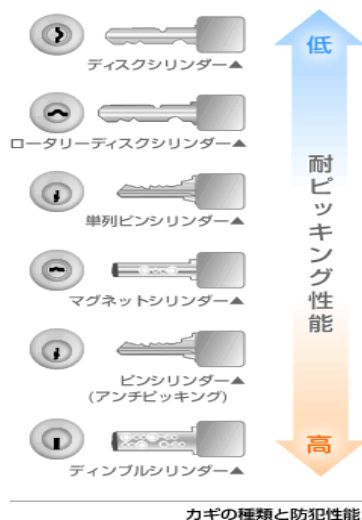 ディスクシリンダー▲
低
ロータリーディスクシリンダー▲
単列ピンシリンダー▲
耐ピッキング性能
マグネットシリンダー▲
ピンシリンダー▲
(アンチピッキング)
高
ディンプルシリンダー▲
カギの種類と防犯性能